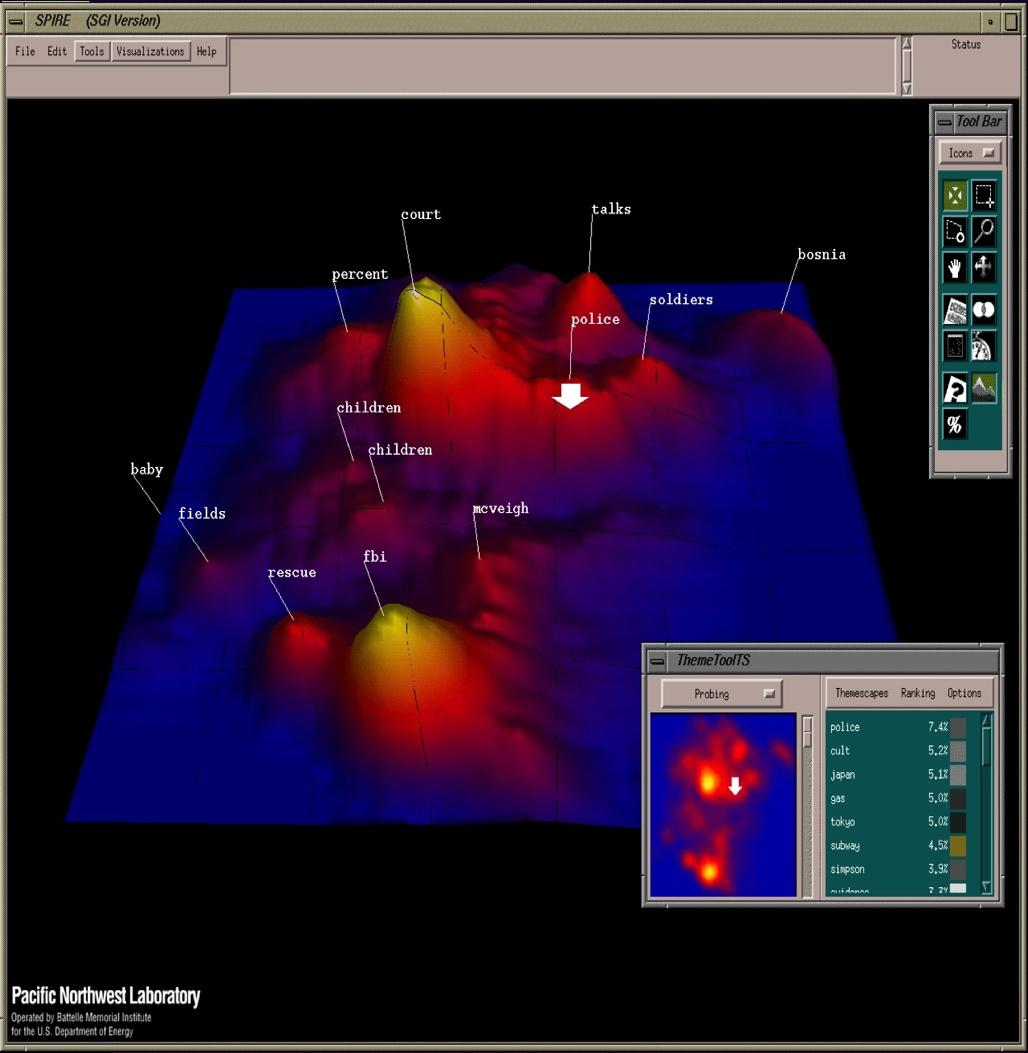 SPIRE (SGI Version)
File Edit Tools Visualizations Help
Status
Tool Bar
Icons
court
talks
percent
bosnia
soldiers
police
children
children
baby
fields
mcveigh
fbi
rescue
%
ThemeToolTS
Probing
Themescapes Ranking Options
police 7.4%
cult 5.2%
japan 5.1%
gas 5.0%
tokyo 5.0%
subway 4.5%
simpson 3.9%
Pacific Northwest Laboratory
Operated by Battelle Memorial Institute
for the U.S. Department of Energy